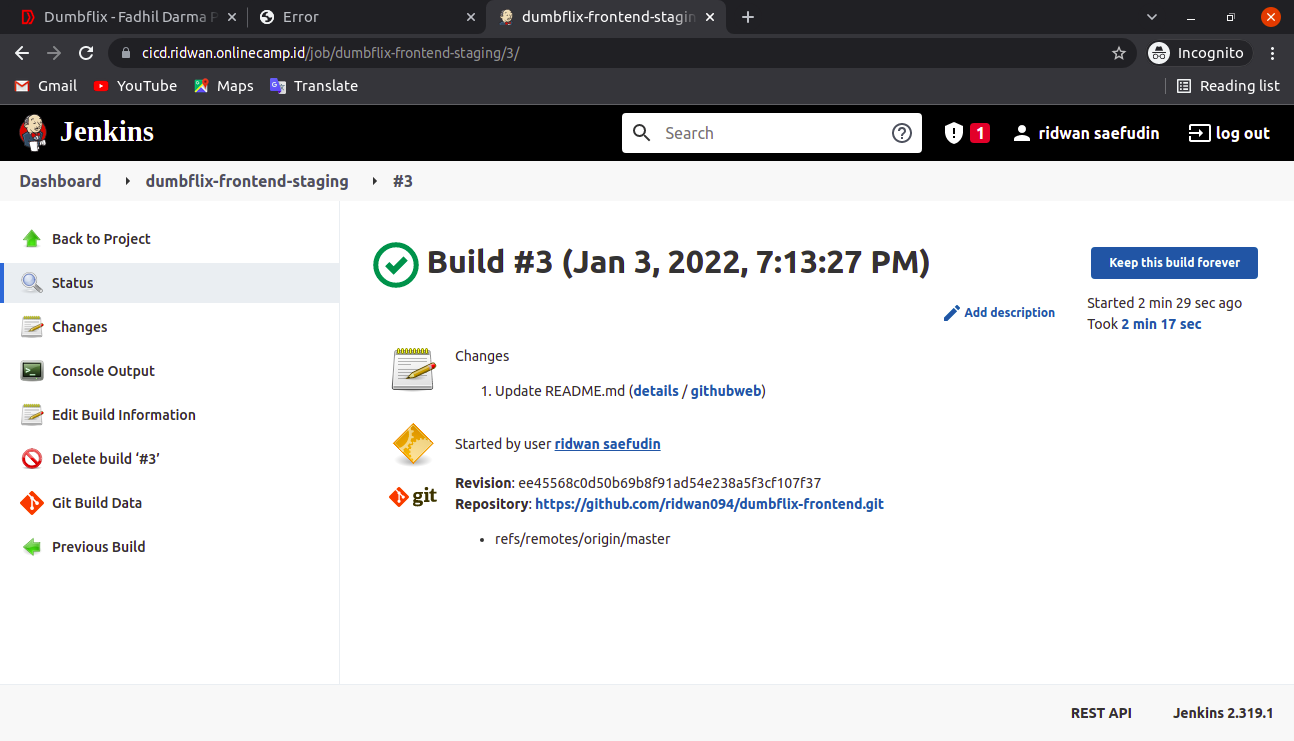 Dumbflix - Fadhil Darma P
Error
dumbflix-frontend-stagin
cicd.ridwan.onlinecamp.id/job/dumbflix-frontend-staging/3/
Incognito
Gmail
YouTube
Maps
Translate
Reading list
Jenkins
Search
1
ridwan saefudin
log out
Dashboard
dumbflix-frontend-staging
#3
Back to Project
Status
Changes
Console Output
Edit Build Information
Delete build ‘#3’
Git Build Data
Previous Build
Build #3 (Jan 3, 2022, 7:13:27 PM)
Keep this build forever
Add description
Started 2 min 29 sec ago
Took 2 min 17 sec
Changes
1. Update README.md (details / githubweb)
Started by user ridwan saefudin
git
Revision: ee45568c0d50b69b8f91ad54e238a5f3cf107f37
Repository: https://github.com/ridwan094/dumbflix-frontend.git
• refs/remotes/origin/master
REST API
Jenkins 2.319.1